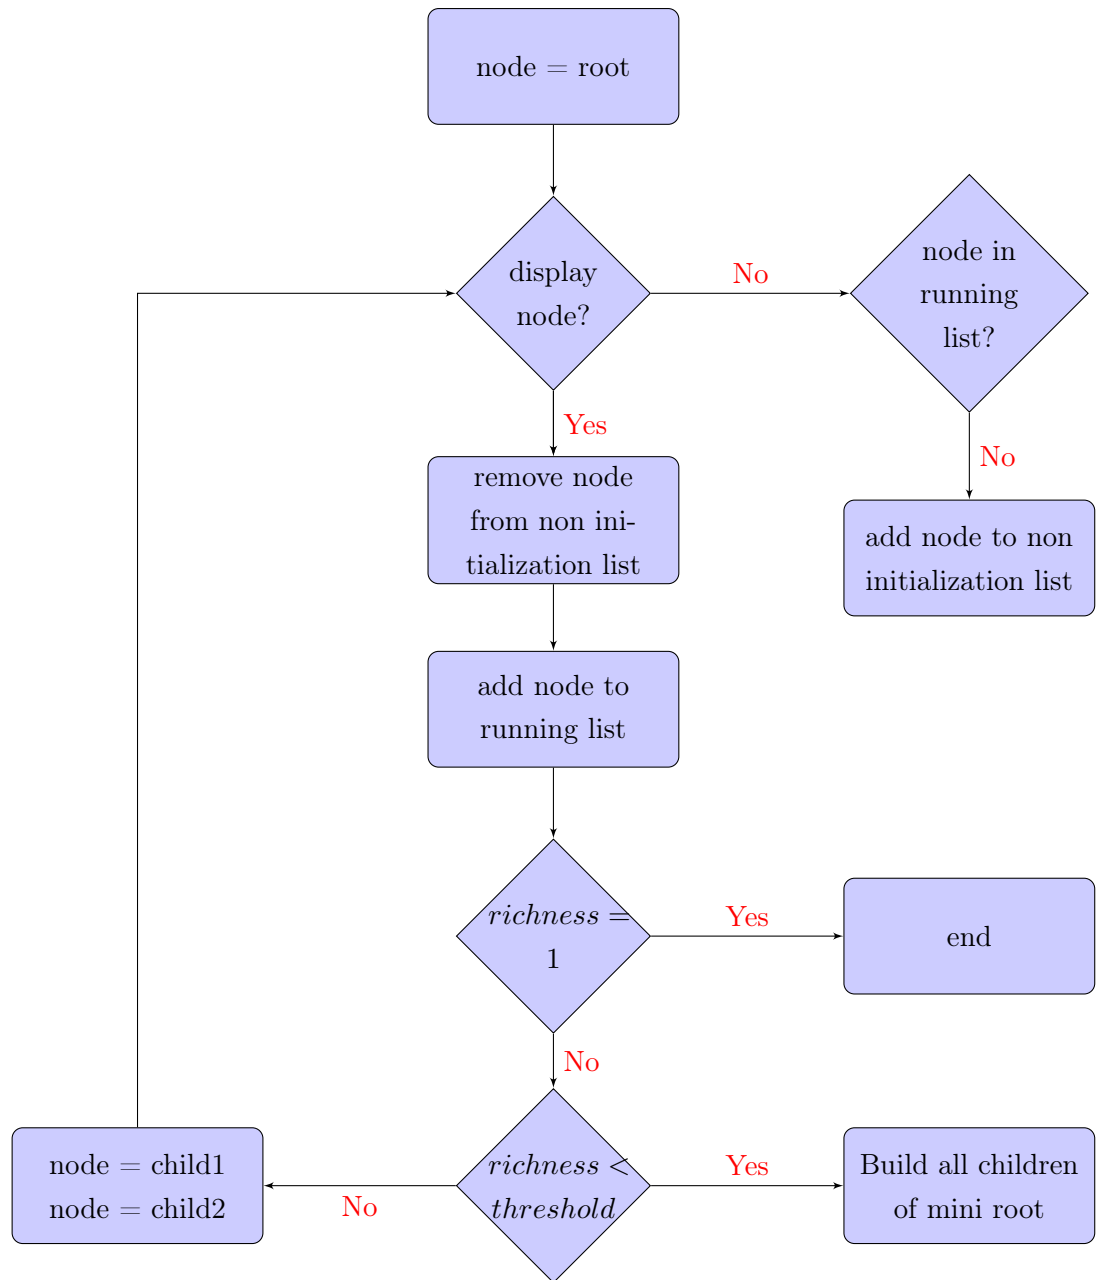 node = root
display
node?
No
node in
running
list?
Yes
No
remove node
from non ini-
tialization list
add node to non
initialization list
add node to
running list
richness =
1
Yes
end
No
richness <
threshold
Yes
Build all children
of mini root
No
node = child1
node = child2